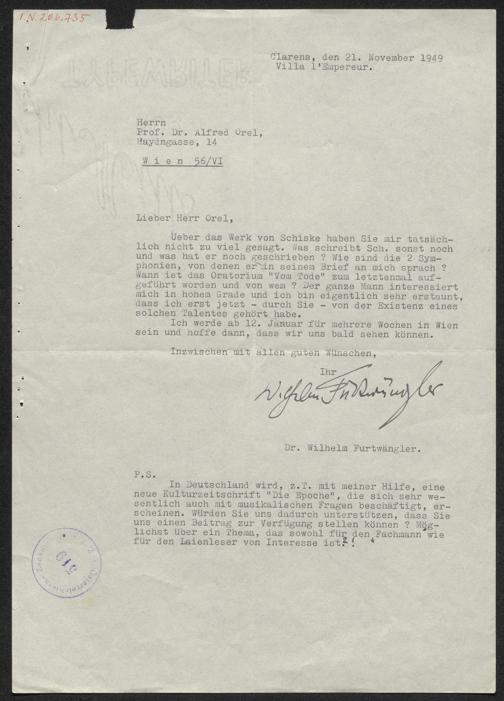 I.N. 206.735
Clarens, den 21. November 1949
Villa l'Empereur.
Herrn
Prof. Dr. Alfred Orel,
Haydngasse, 14
W i e n  56/VI
Lieber Herr Orel,
Ueber das Werk von Schiske haben Sie mir tatsäch-
lich nicht zu viel gesagt. Was schreibt Sch. sonst noch
und was hat er noch geschrieben ? Wie sind die 2 Sym-
phonien, von denen er in seinem Brief an mich sprach ?
Wann ist das Oratorium "Vom Tode" zum letztenmal auf-
geführt worden und von wem ? Der ganze Mann interessiert
mich in hohem Grade und ich bin eigentlich sehr erstaunt,
dass ich erst jetzt - durch Sie - von der Existenz eines
solchen Talentes gehört habe.
Ich werde ab 12. Januar für mehrere Wochen in Wien
sein und hoffe dann, dass wir uns bald sehen können.
Inzwischen mit allen guten Wünschen,
Ihr
Wilhelm Furtwängler
Dr. Wilhelm Furtwängler.
P.S.
In Deutschland wird, z.T. mit meiner Hilfe, eine
neue Kulturzeitschrift "Die Epoche", die sich sehr we-
sentlich auch mit musikalischen Fragen beschäftigt, er-
scheinen. Würden Sie uns dadurch unterstützen, dass Sie
uns einen Beitrag zur Verfügung stellen können ? Mög-
lichst über ein Thema, das sowohl für den Fachmann wie
für den Laienleser von Interesse ist?!
519